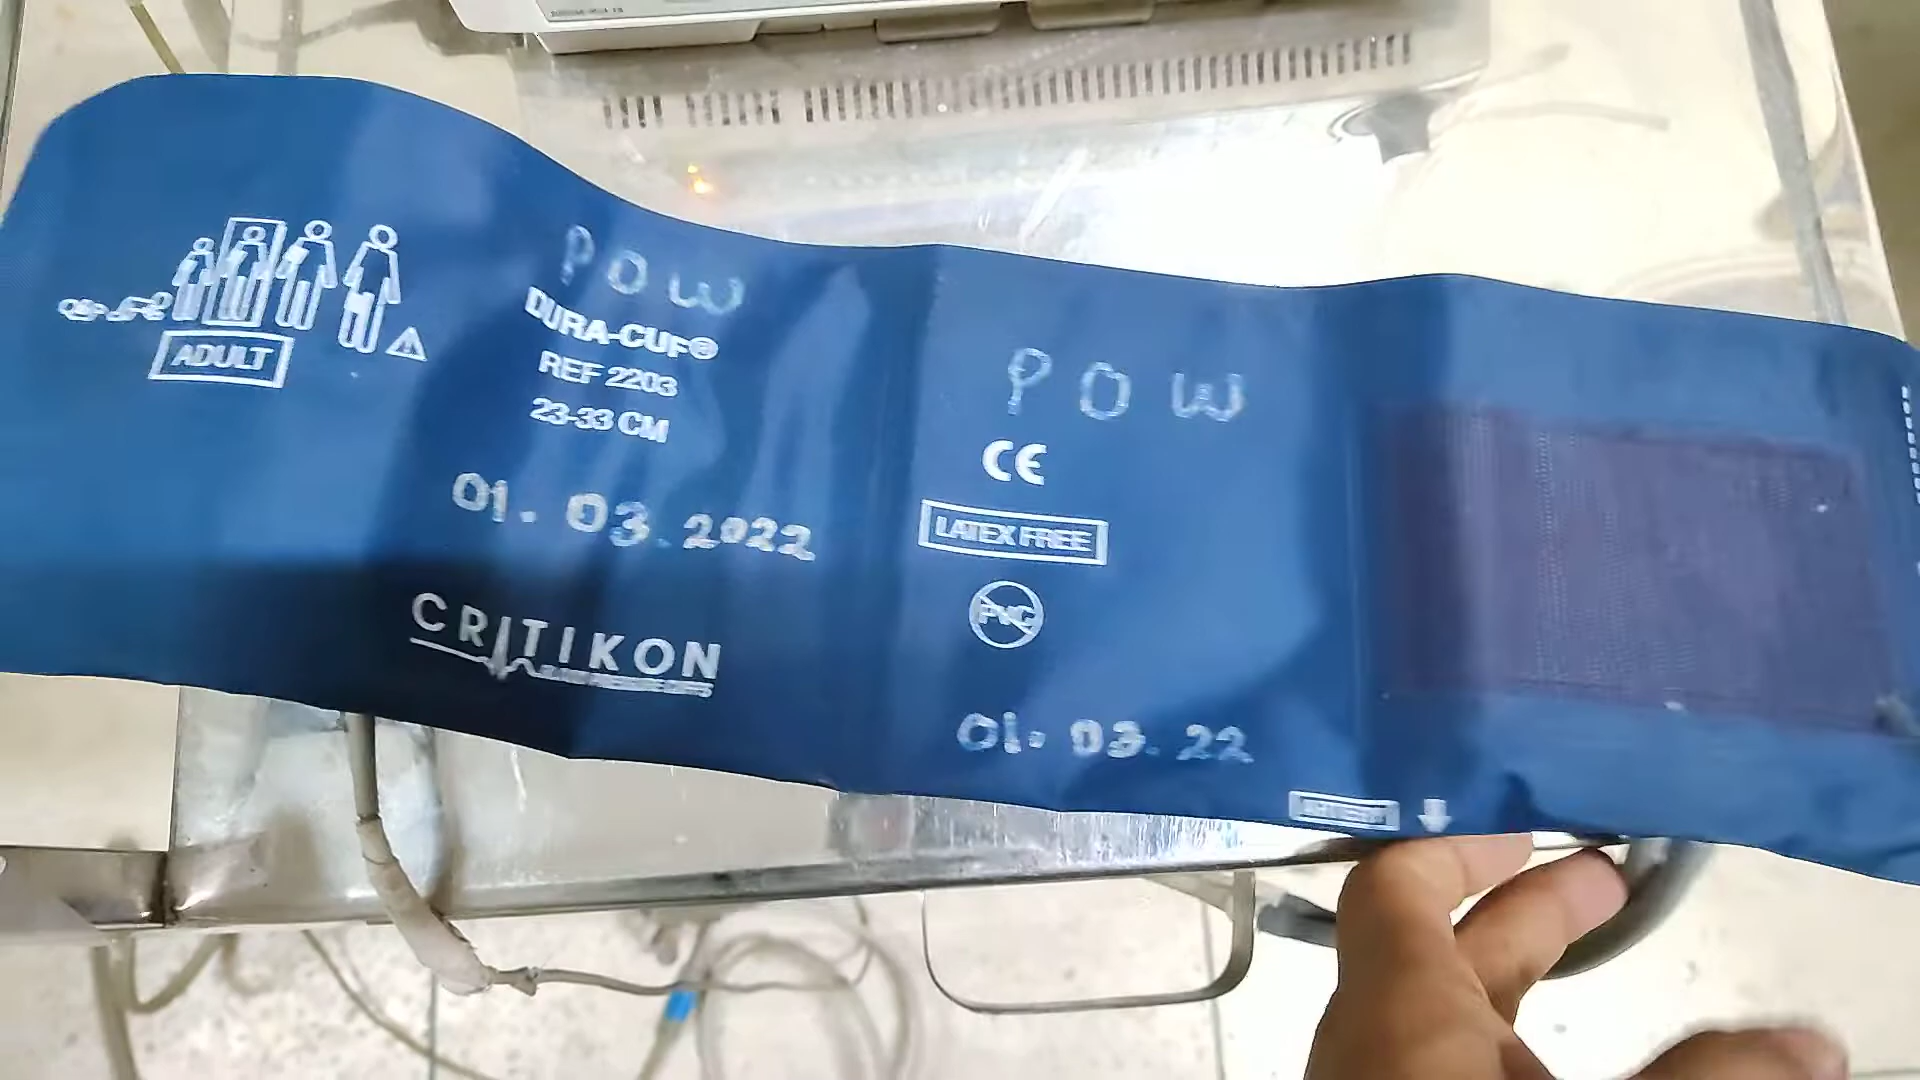 ADULT
POW
DURA-CUF®
REF 2203
23-33 CM
01.03.2022
CRITIKON
POW
CE
LATEX FREE
PVC
01.03.22